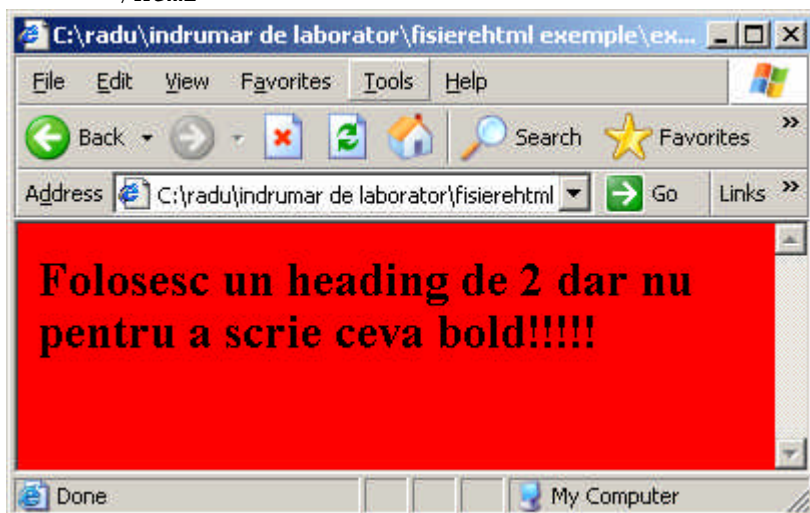 C:\radu\indrumar de laborator\fisierehtml exemple\ex...
File Edit View Favorites Tools Help
Back Search Favorites »
Address C:\radu\indrumar de laborator\fisierehtml Go Links »
Folosesc un heading de 2 dar nu
pentru a scrie ceva bold!!!!!
Done My Computer